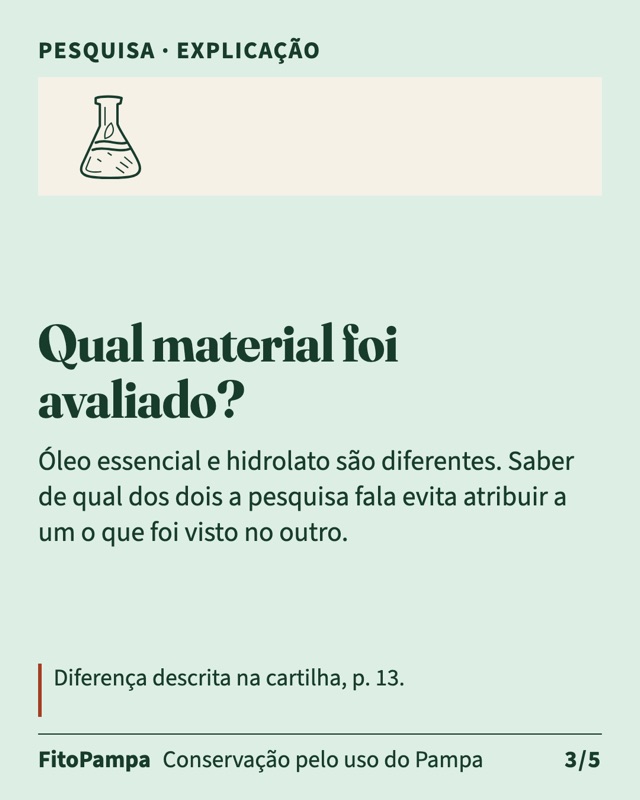 PESQUISA · EXPLICAÇÃO
Qual material foi
avaliado?
Óleo essencial e hidrolato são diferentes. Saber
de qual dos dois a pesquisa fala evita atribuir a
um o que foi visto no outro.
Diferença descrita na cartilha, p. 13.
FitoPampa Conservação pelo uso do Pampa 3/5